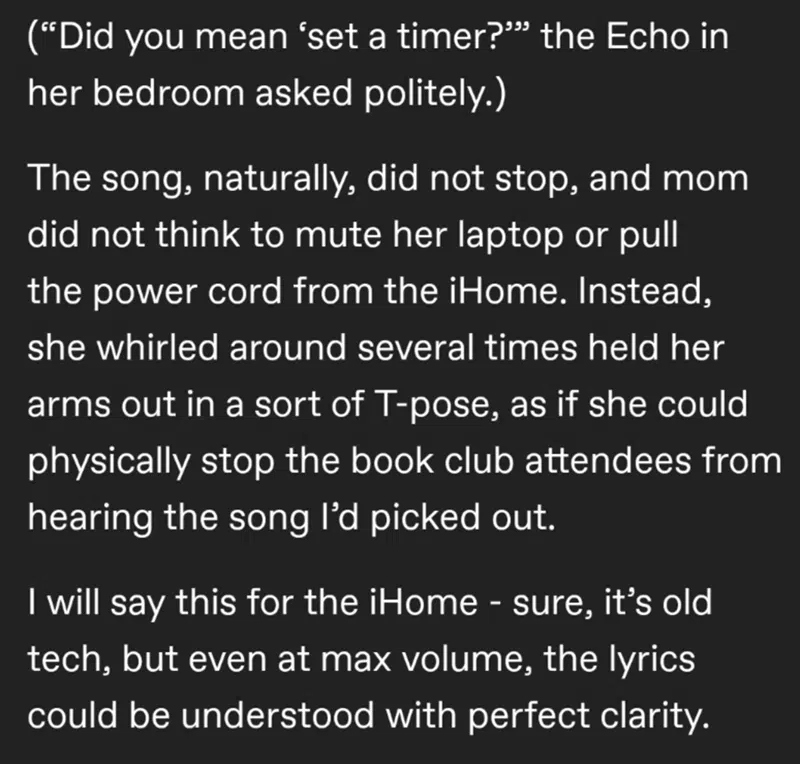 (“Did you mean ‘set a timer?’” the Echo in
her bedroom asked politely.)
The song, naturally, did not stop, and mom
did not think to mute her laptop or pull
the power cord from the iHome. Instead,
she whirled around several times held her
arms out in a sort of T-pose, as if she could
physically stop the book club attendees from
hearing the song I’d picked out.
I will say this for the iHome - sure, it’s old
tech, but even at max volume, the lyrics
could be understood with perfect clarity.